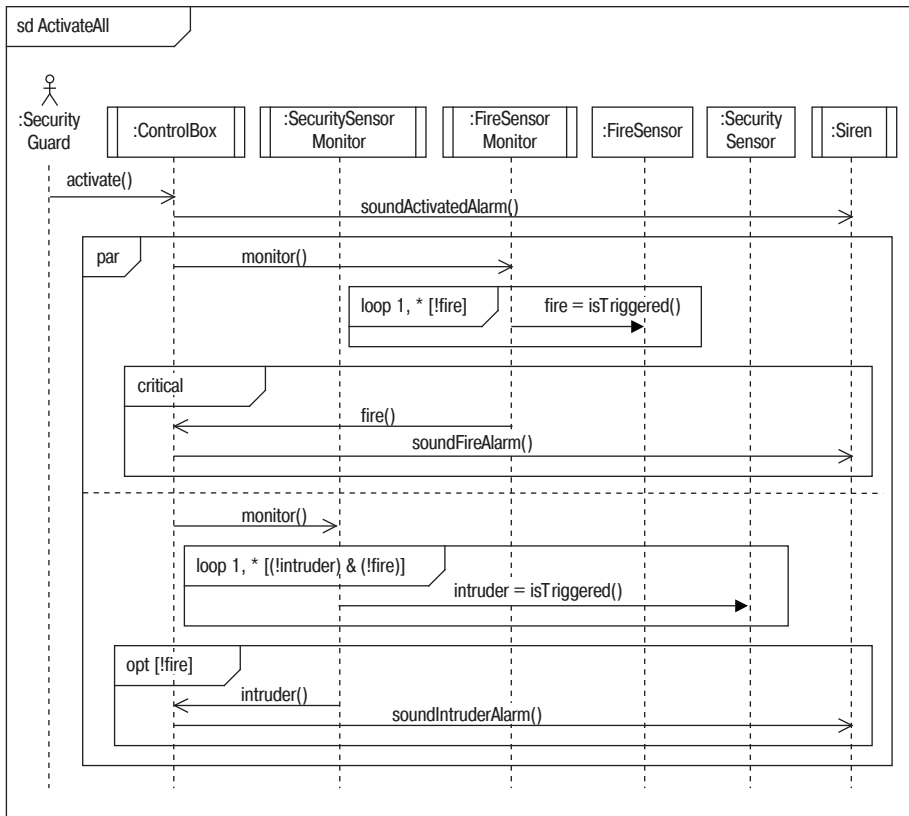 sd ActivateAll
:Security
Guard
:ControlBox
:SecuritySensor
Monitor
:FireSensor
Monitor
:FireSensor
:Security
Sensor
:Siren
activate()
soundActivatedAlarm()
par
monitor()
loop 1, * [!fire]
fire = isTriggered()
critical
fire()
soundFireAlarm()
monitor()
loop 1, * [(!intruder) & (!fire)]
intruder = isTriggered()
opt [!fire]
intruder()
soundIntruderAlarm()